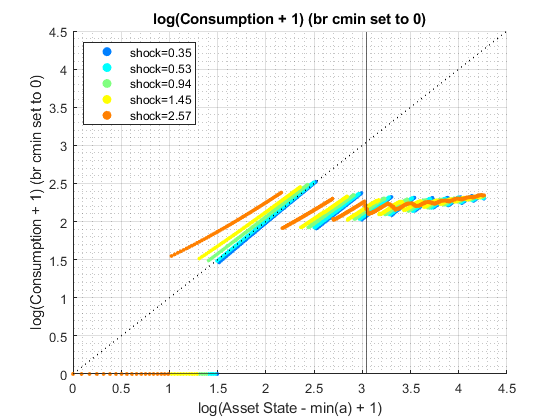 log(Consumption + 1) (br cmin set to 0)
4.5
4
3.5
3
2.5
2
1.5
1
0.5
0
log(Consumption + 1) (br cmin set to 0)
shock=0.35
shock=0.53
shock=0.94
shock=1.45
shock=2.57
0 0.5 1 1.5 2 2.5 3 3.5 4 4.5
log(Asset State - min(a) + 1)